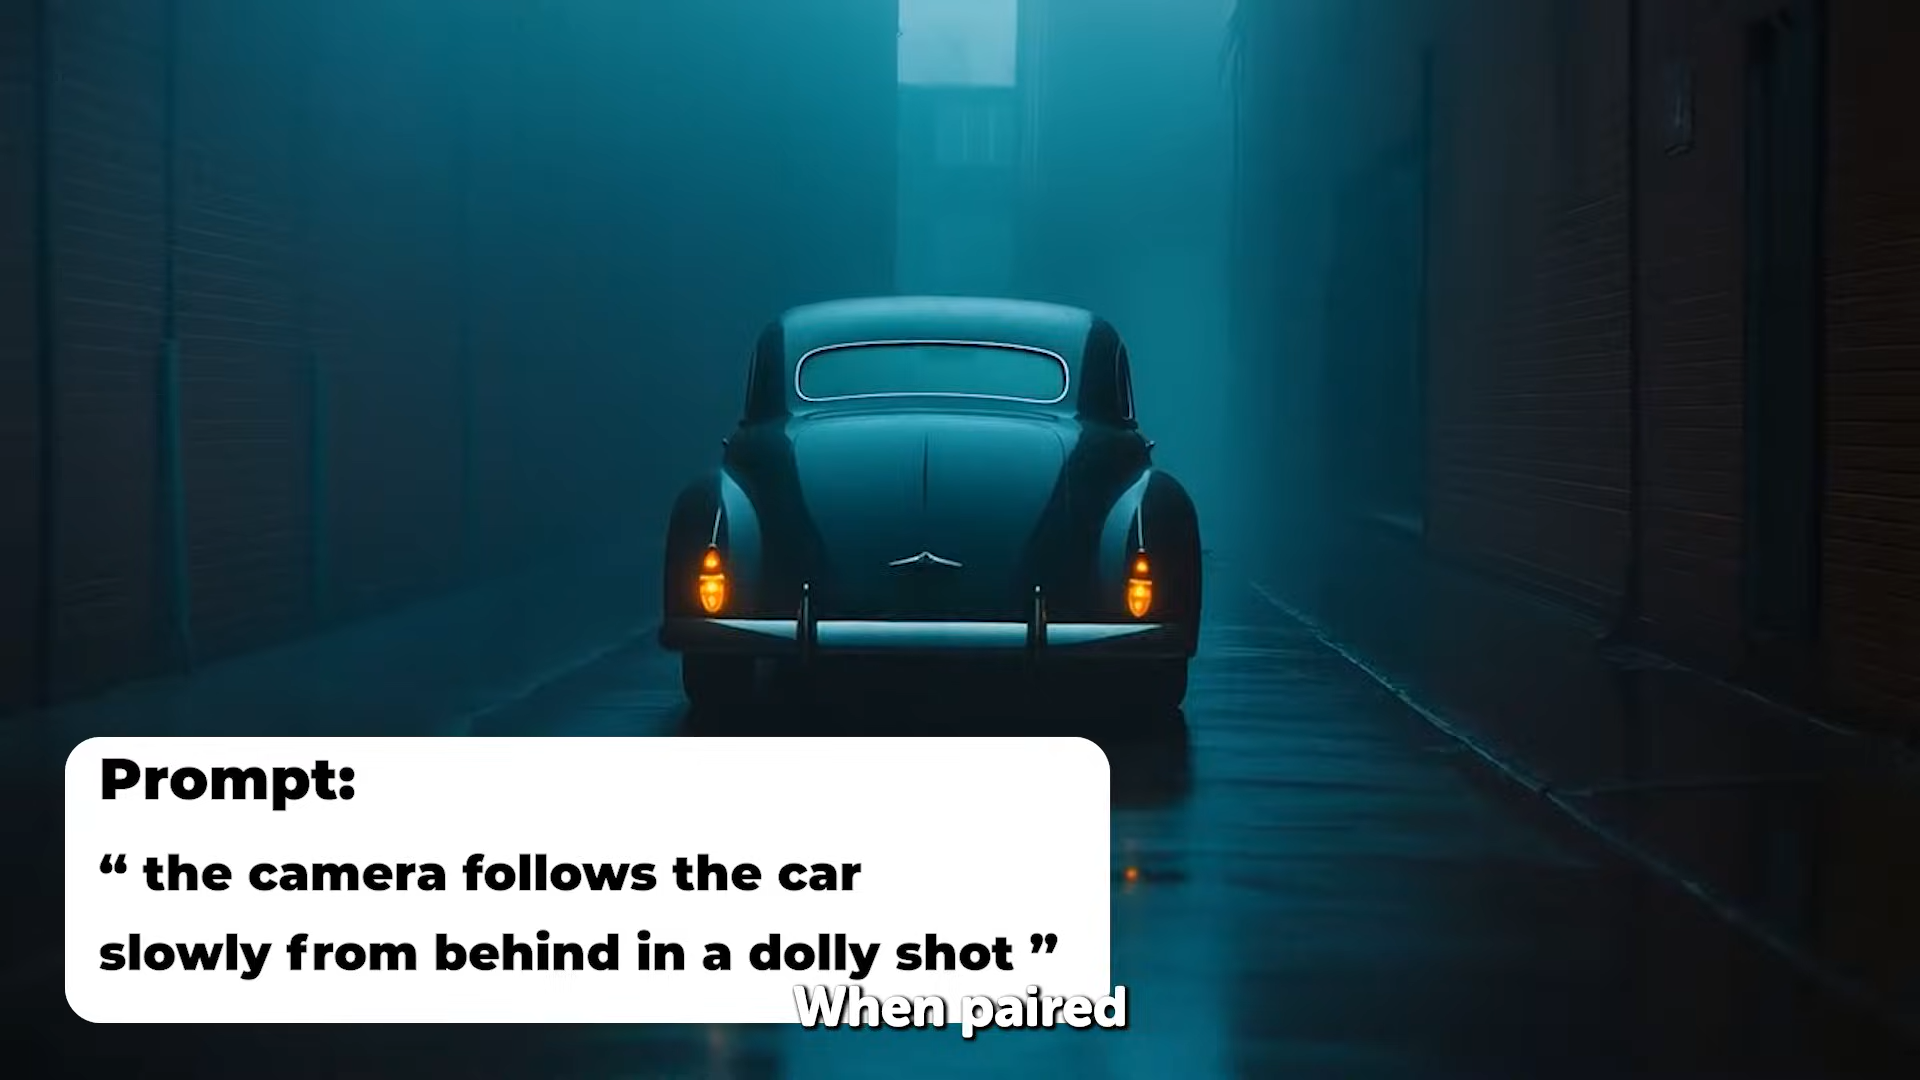 Prompt:
“ the camera follows the car
slowly from behind in a dolly shot ”
When paired